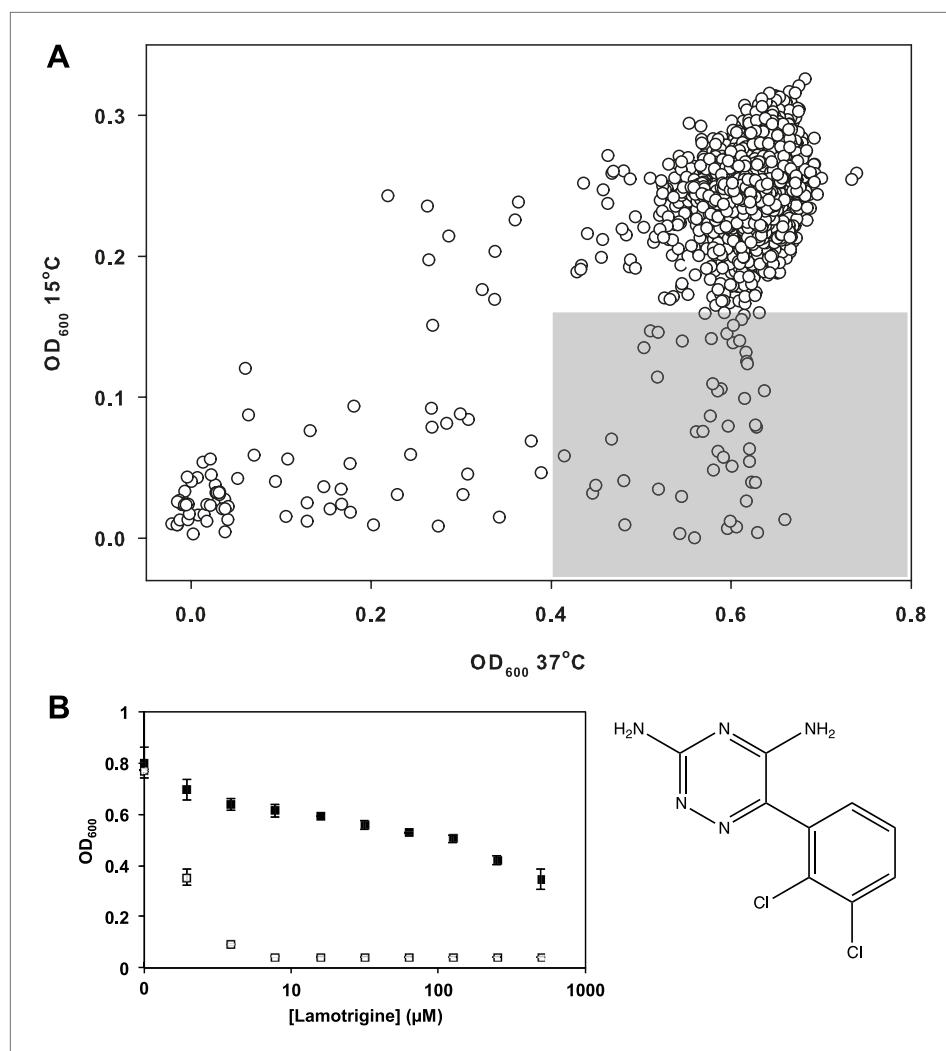 A
OD₆₀₀ 15°C
0.3
0.2
0.1
0.0
0.0 0.2 0.4 0.6 0.8
OD₆₀₀ 37°C
B
OD₆₀₀
1
0.8
0.6
0.4
0.2
0
0 10 100 1000
[Lamotrigine] (µM)
H₂N N NH₂
N
N
Cl
Cl